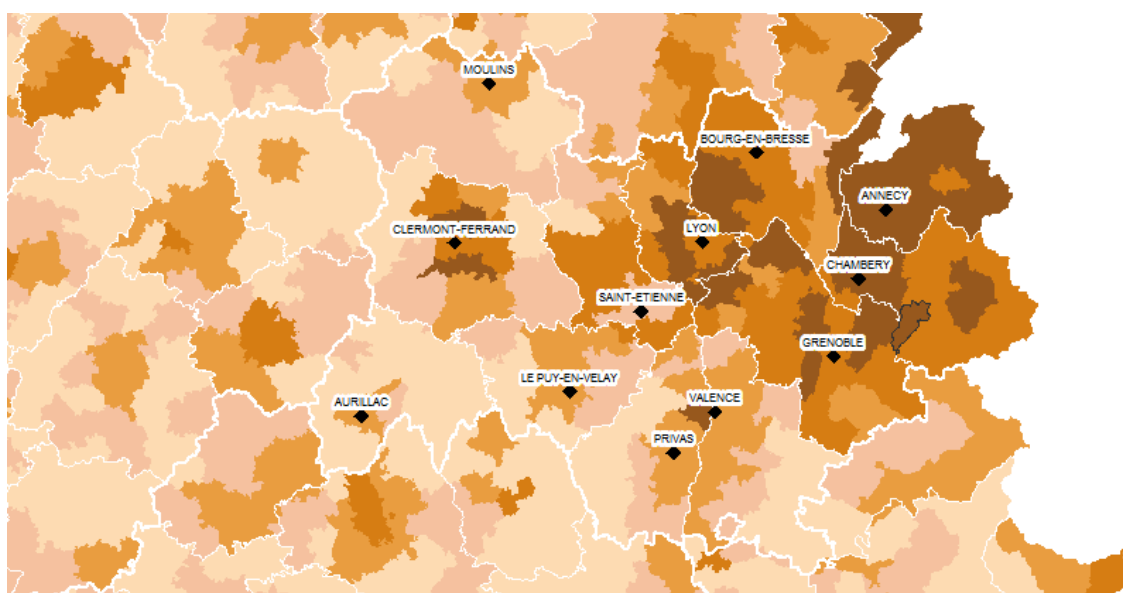 MOULINS
BOURG-EN-BRESSE
ANNECY
CLERMONT-FERRAND
LYON
CHAMBERY
SAINT-ETIENNE
GRENOBLE
LE PUY-EN-VELAY
AURILLAC
VALENCE
PRIVAS